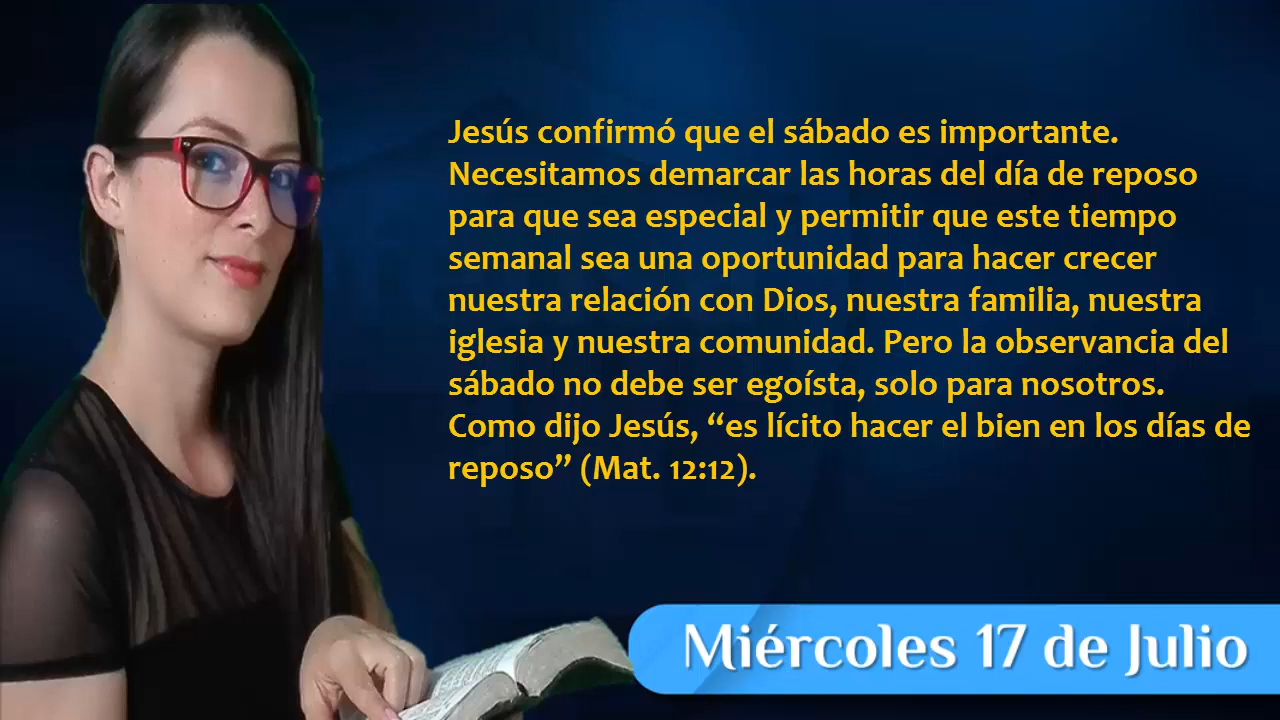 Jesús confirmó que el sábado es importante.
Necesitamos demarcar las horas del día de reposo
para que sea especial y permitir que este tiempo
semanal sea una oportunidad para hacer crecer
nuestra relación con Dios, nuestra familia, nuestra
iglesia y nuestra comunidad. Pero la observancia del
sábado no debe ser egoísta, solo para nosotros.
Como dijo Jesús, “es lícito hacer el bien en los días de
reposo” (Mat. 12:12).
Miércoles 17 de Julio